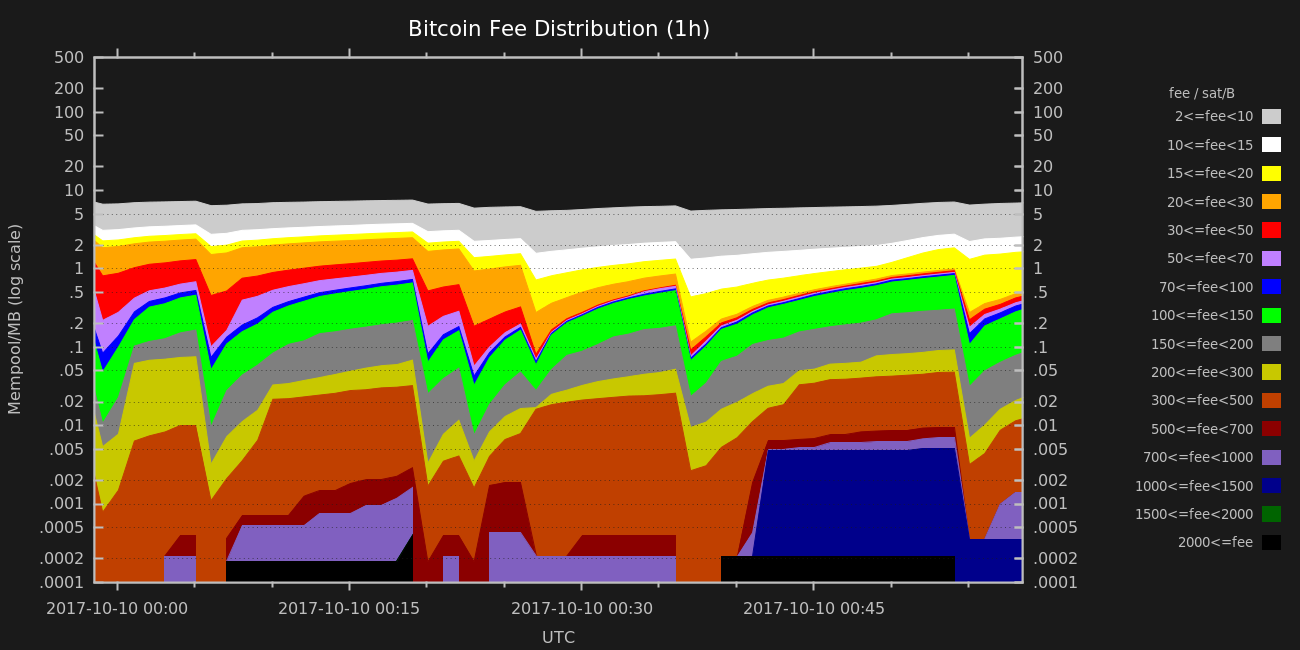 Bitcoin Fee Distribution (1h)
Mempool/MB (log scale)
500
200
100
50
20
10
5
2
1
.5
.2
.1
.05
.02
.01
.005
.002
.001
.0005
.0002
.0001
500
200
100
50
20
10
5
2
1
.5
.2
.1
.05
.02
.01
.005
.002
.001
.0005
.0002
.0001
2017-10-10 00:00
2017-10-10 00:15
2017-10-10 00:30
2017-10-10 00:45
UTC
fee / sat/B
2<=fee<10
10<=fee<15
15<=fee<20
20<=fee<30
30<=fee<50
50<=fee<70
70<=fee<100
100<=fee<150
150<=fee<200
200<=fee<300
300<=fee<500
500<=fee<700
700<=fee<1000
1000<=fee<1500
1500<=fee<2000
2000<=fee